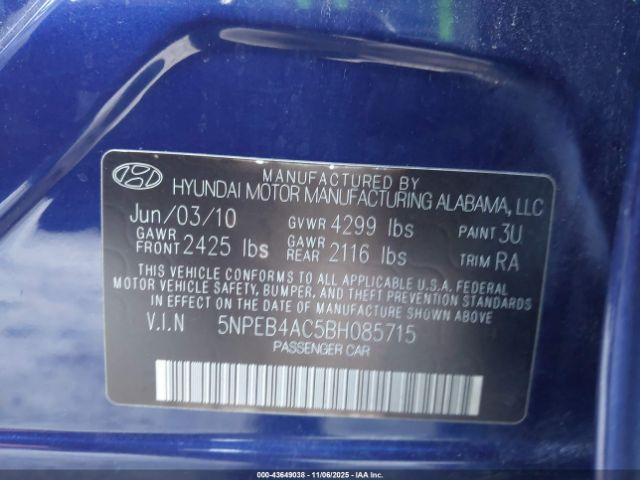 MANUFACTURED BY
HYUNDAI MOTOR MANUFACTURING ALABAMA, LLC
Jun/03/10 GVWR 4299 lbs PAINT 3U
GAWR FRONT 2425 lbs GAWR REAR 2116 lbs TRIM RA
THIS VEHICLE CONFORMS TO ALL APPLICABLE U.S.A. FEDERAL
MOTOR VEHICLE SAFETY, BUMPER, AND THEFT PREVENTION STANDARDS
IN EFFECT ON THE DATE OF MANUFACTURE SHOWN ABOVE.
V.I.N 5NPEB4AC5BH085715
PASSENGER CAR
000-43649038 - 11/06/2025 - IAA Inc.